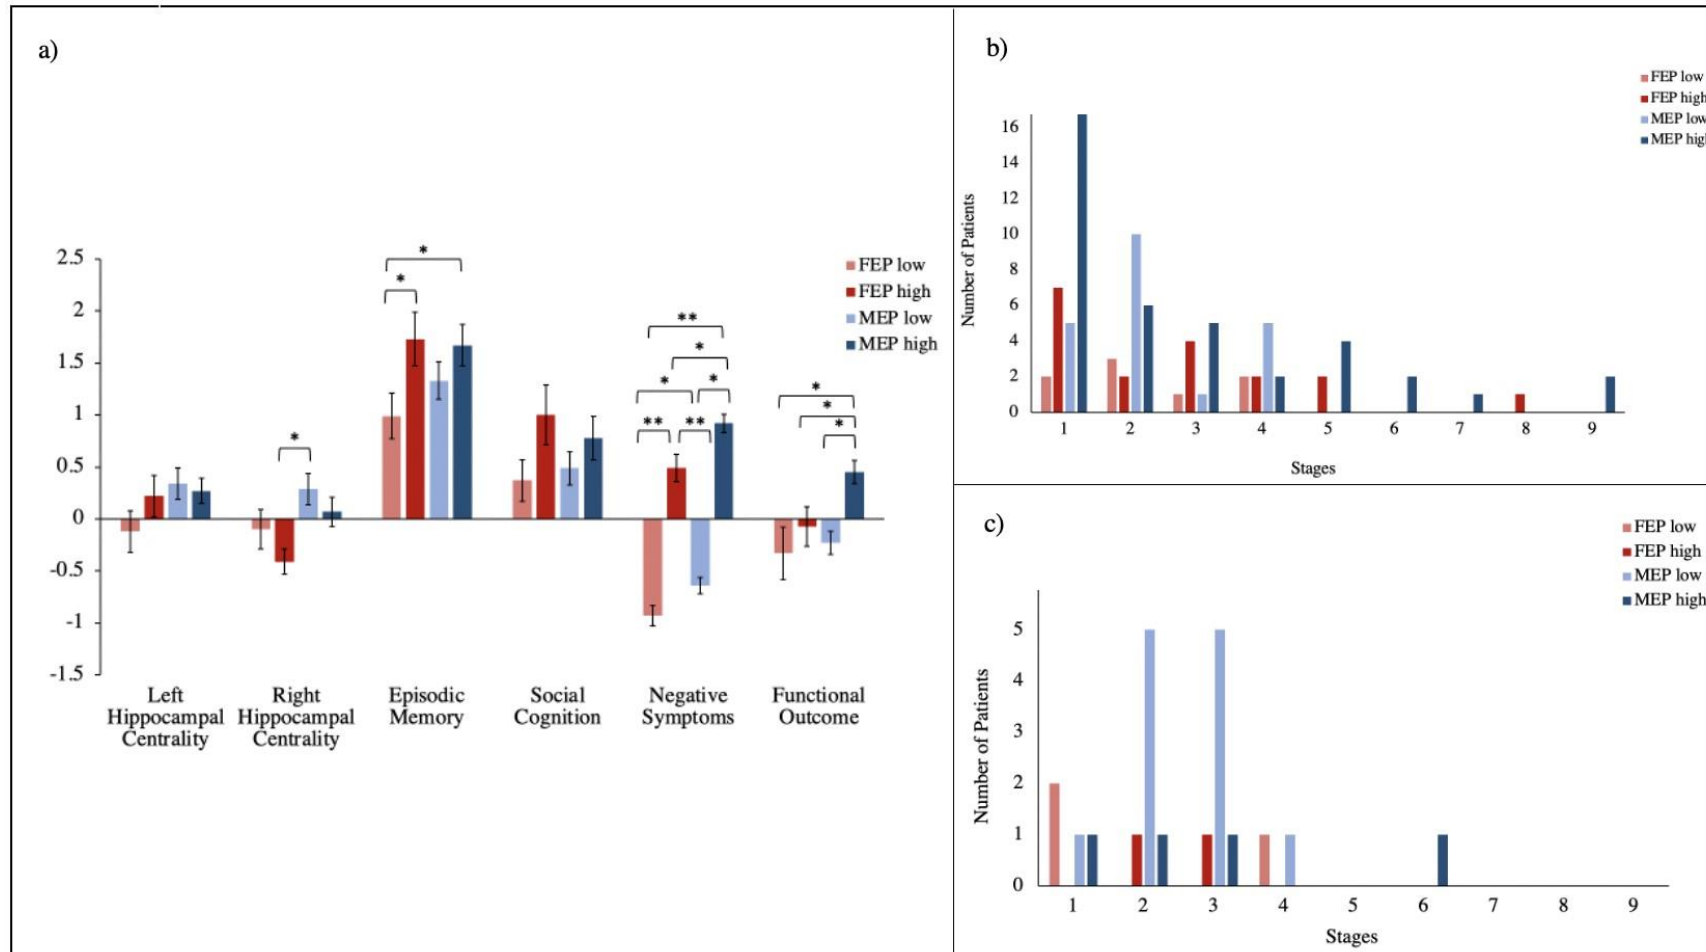 a)
2.5
2
1.5
1
0.5
0
-0.5
-1
-1.5
*
*
*
**
*
*
*
**
**
*
*
*
FEP low
FEP high
MEP low
MEP high
Left
Hippocampal
Centrality
Right
Hippocampal
Centrality
Episodic
Memory
Social
Cognition
Negative
Symptoms
Functional
Outcome
b)
FEP low
FEP high
MEP low
MEP high
Number of Patients
16
14
12
10
8
6
4
2
0
1 2 3 4 5 6 7 8 9
Stages
c)
FEP low
FEP high
MEP low
MEP high
Number of Patients
5
4
3
2
1
0
1 2 3 4 5 6 7 8 9
Stages